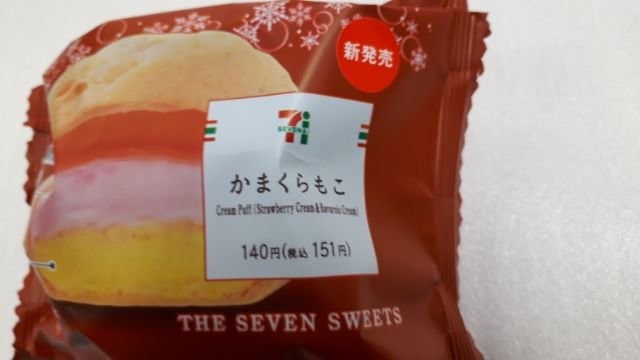 新発売
7i
SEVEN&i
かまくらもこ
Cream Puff (Strawberry Cream & Bavarois Cream)
140円(税込 151円)
THE SEVEN SWEETS